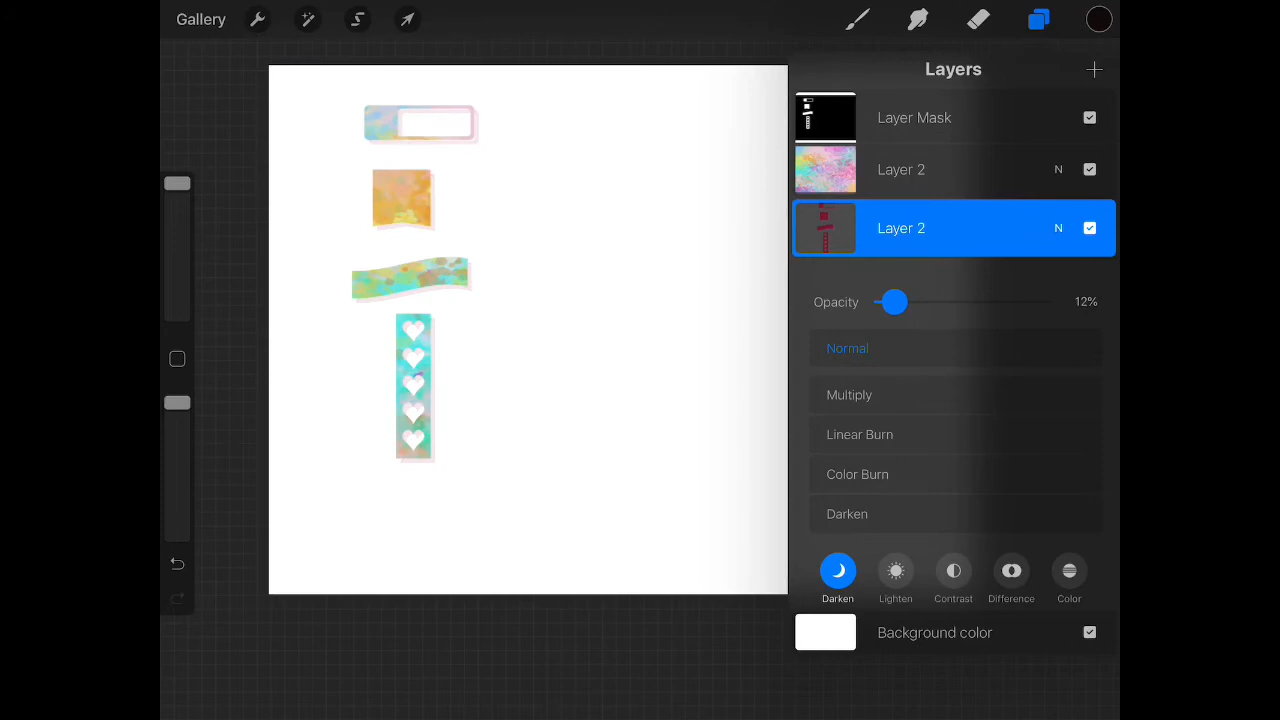 Gallery
Layers
Layer Mask
Layer 2 N
Layer 2 N
Opacity 12%
Normal
Multiply
Linear Burn
Color Burn
Darken
Darken Lighten Contrast Difference Color
Background color